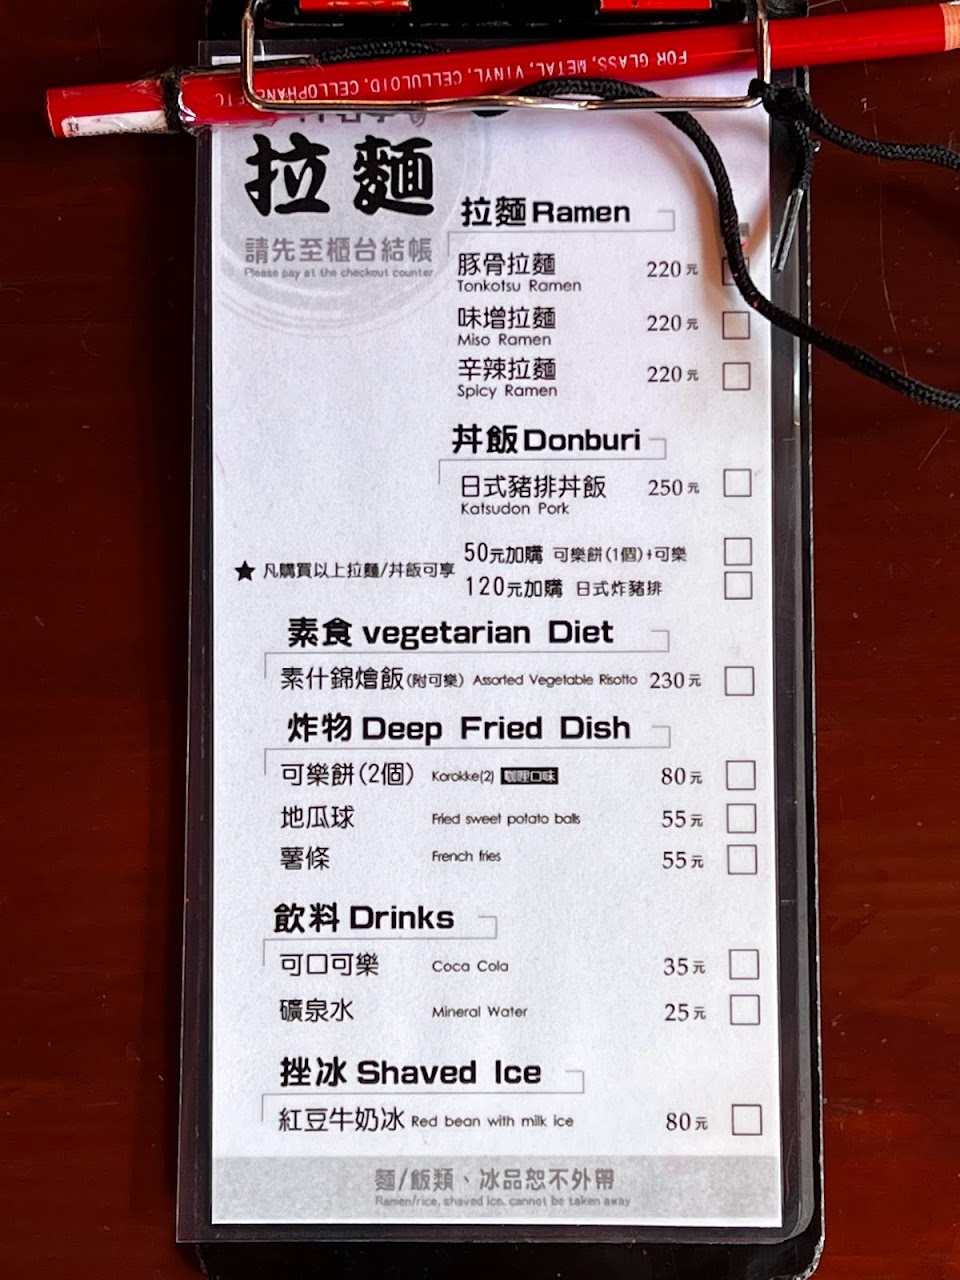 FOR GLASS, METAL, VINYL, CELLULOID, CELLOPHANE, ETC
拉麵
請先至櫃台結帳
Please pay at the checkout counter
拉麵 Ramen
豚骨拉麵 220元
Tonkotsu Ramen
味增拉麵 220元
Miso Ramen
辛辣拉麵 220元
Spicy Ramen
丼飯 Donburi
日式豬排丼飯 250元
Katsudon Pork
★ 凡購買以上拉麵/丼飯可享
50元加購 可樂餅(1個)+可樂
120元加購 日式炸豬排
素食 vegetarian Diet
素什錦燴飯(附可樂) Assorted Vegetable Risotto 230元
炸物 Deep Fried Dish
可樂餅(2個) Korokke(2) 咖哩口味 80元
地瓜球 Fried sweet potato balls 55元
薯條 French fries 55元
飲料 Drinks
可口可樂 Coca Cola 35元
礦泉水 Mineral Water 25元
挫冰 Shaved Ice
紅豆牛奶冰 Red bean with milk ice 80元
麵/飯類、冰品恕不外帶
Ramen/rice, shaved ice, cannot be taken away